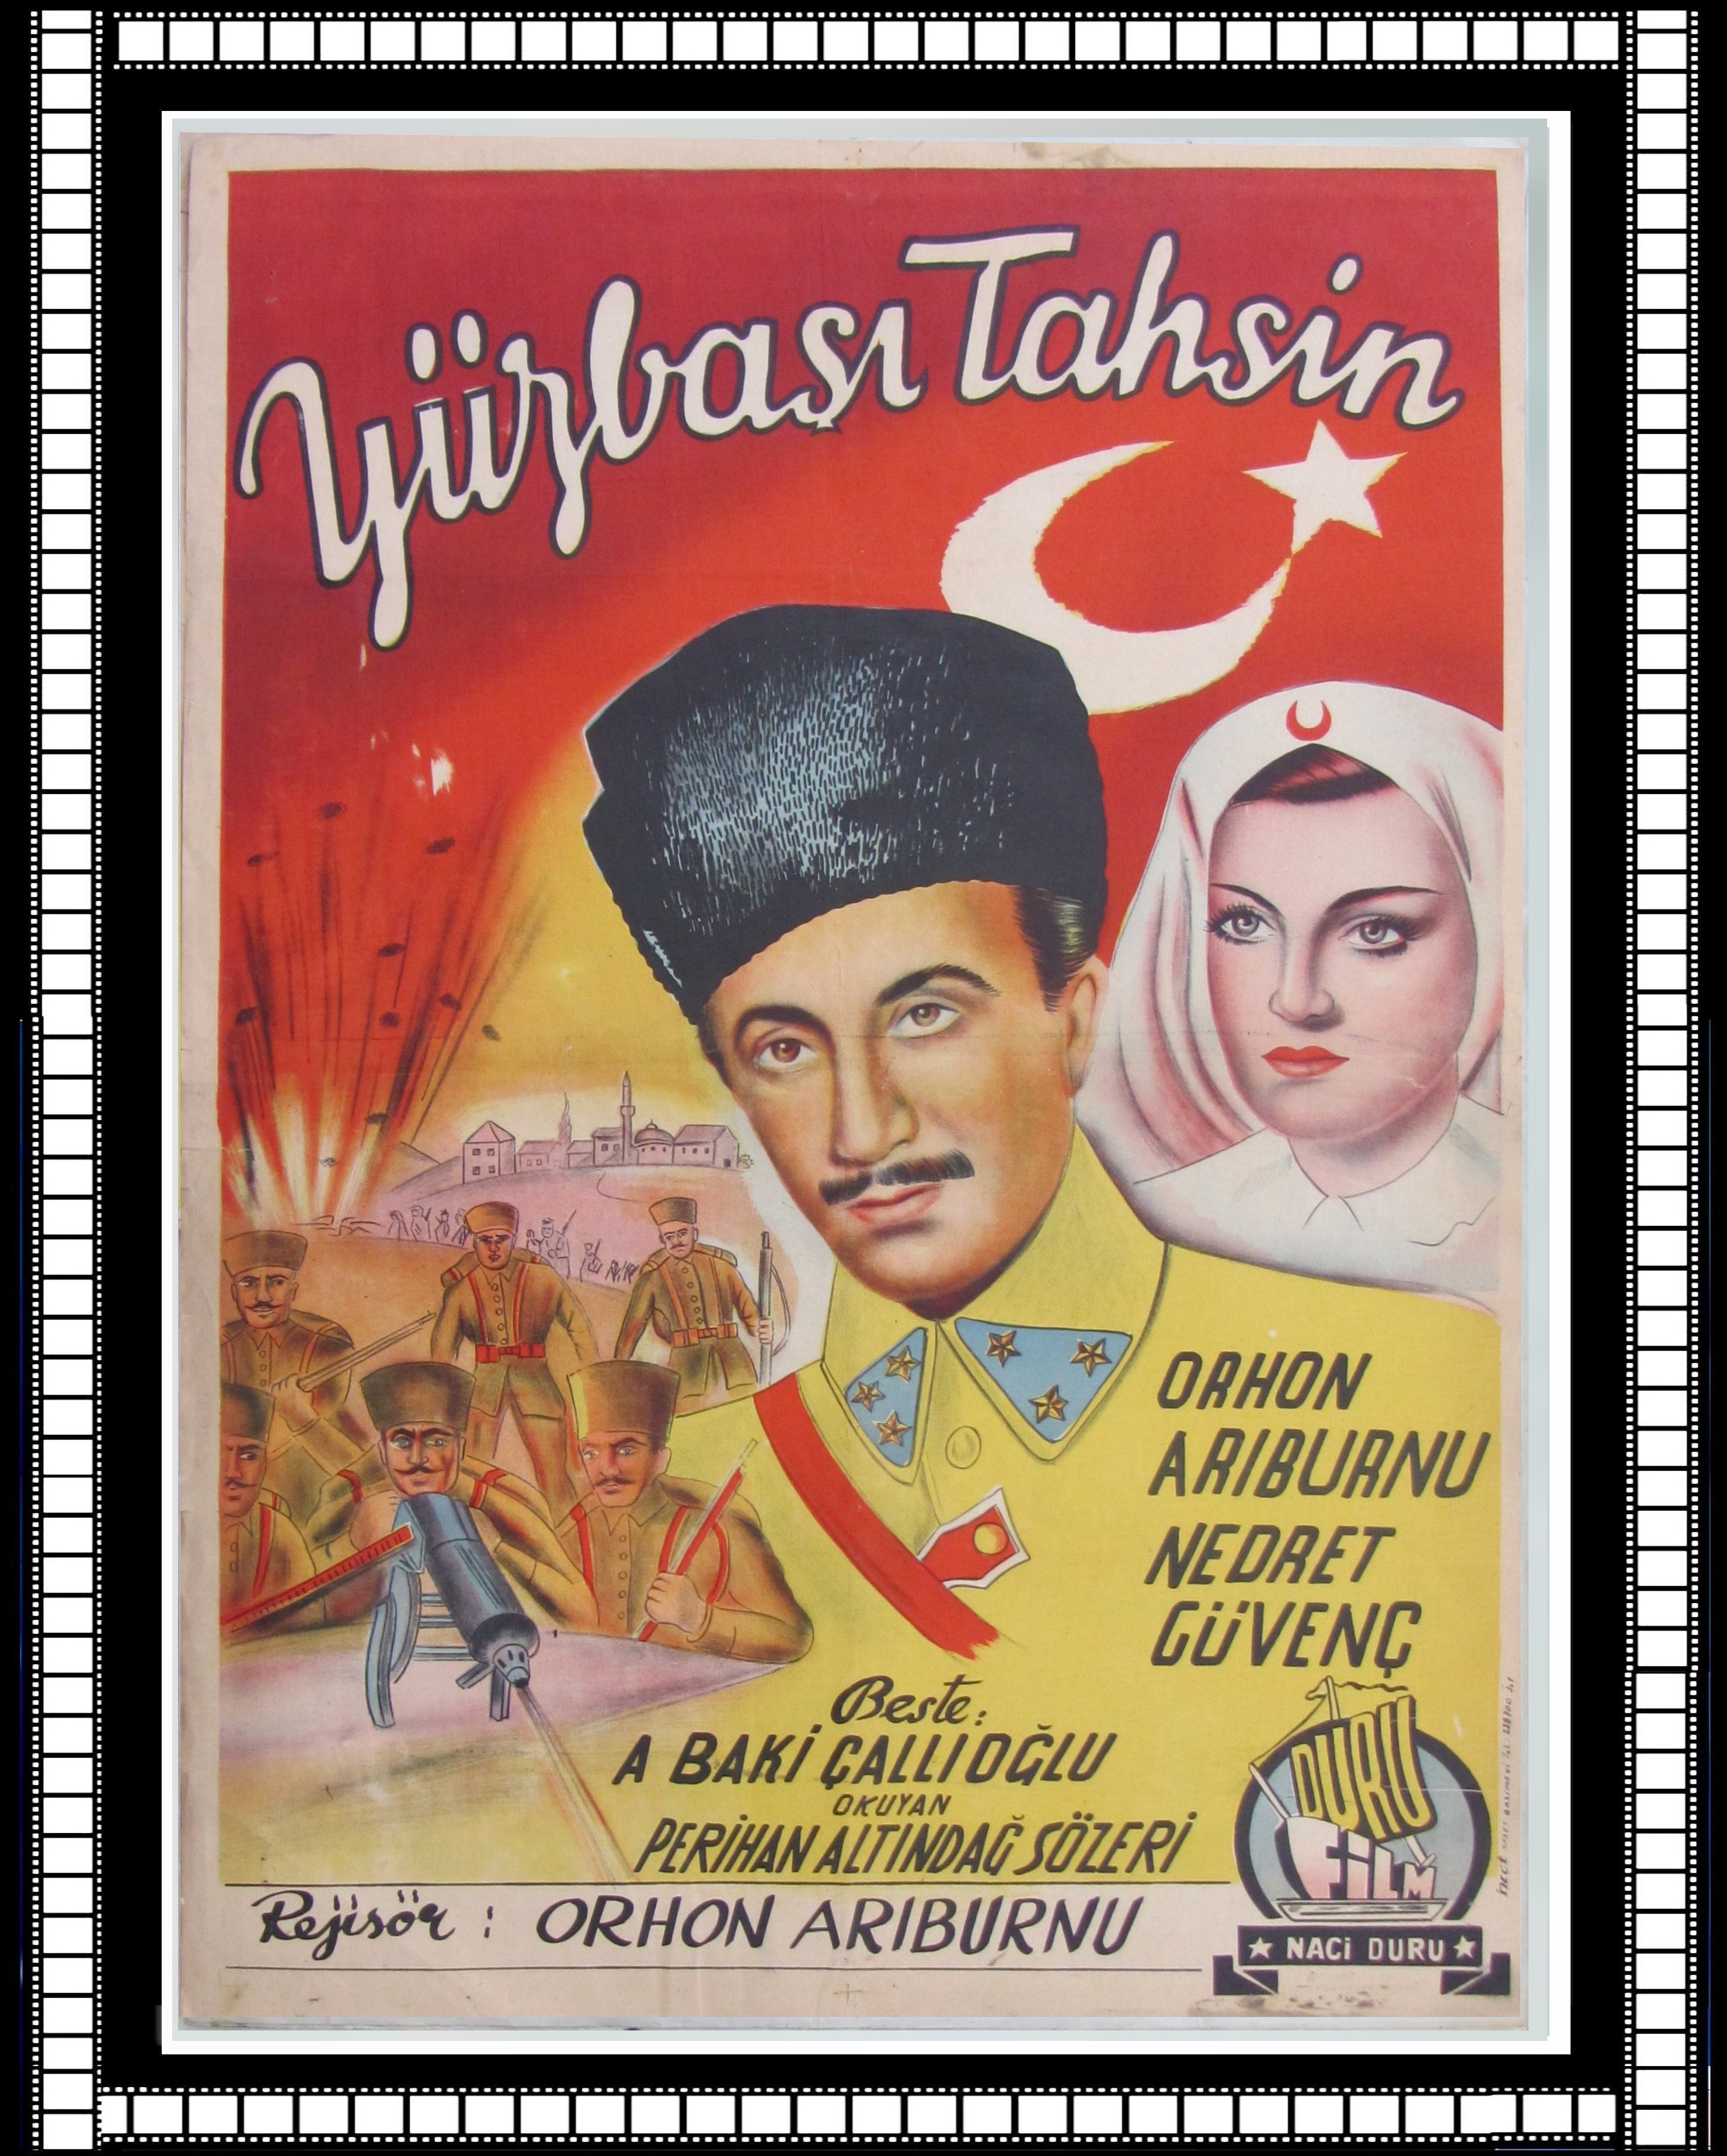 Yüzbaşı Tahsin
ORHON
ARIBURNU
NEDRET
GÜVENÇ
Beste:
A BAKİ ÇALLIOĞLU
OKUYAN
PERİHAN ALTINDAĞ SÖZERİ
Rejisör : ORHON ARIBURNU
DURU
FİLM
NACİ DURU